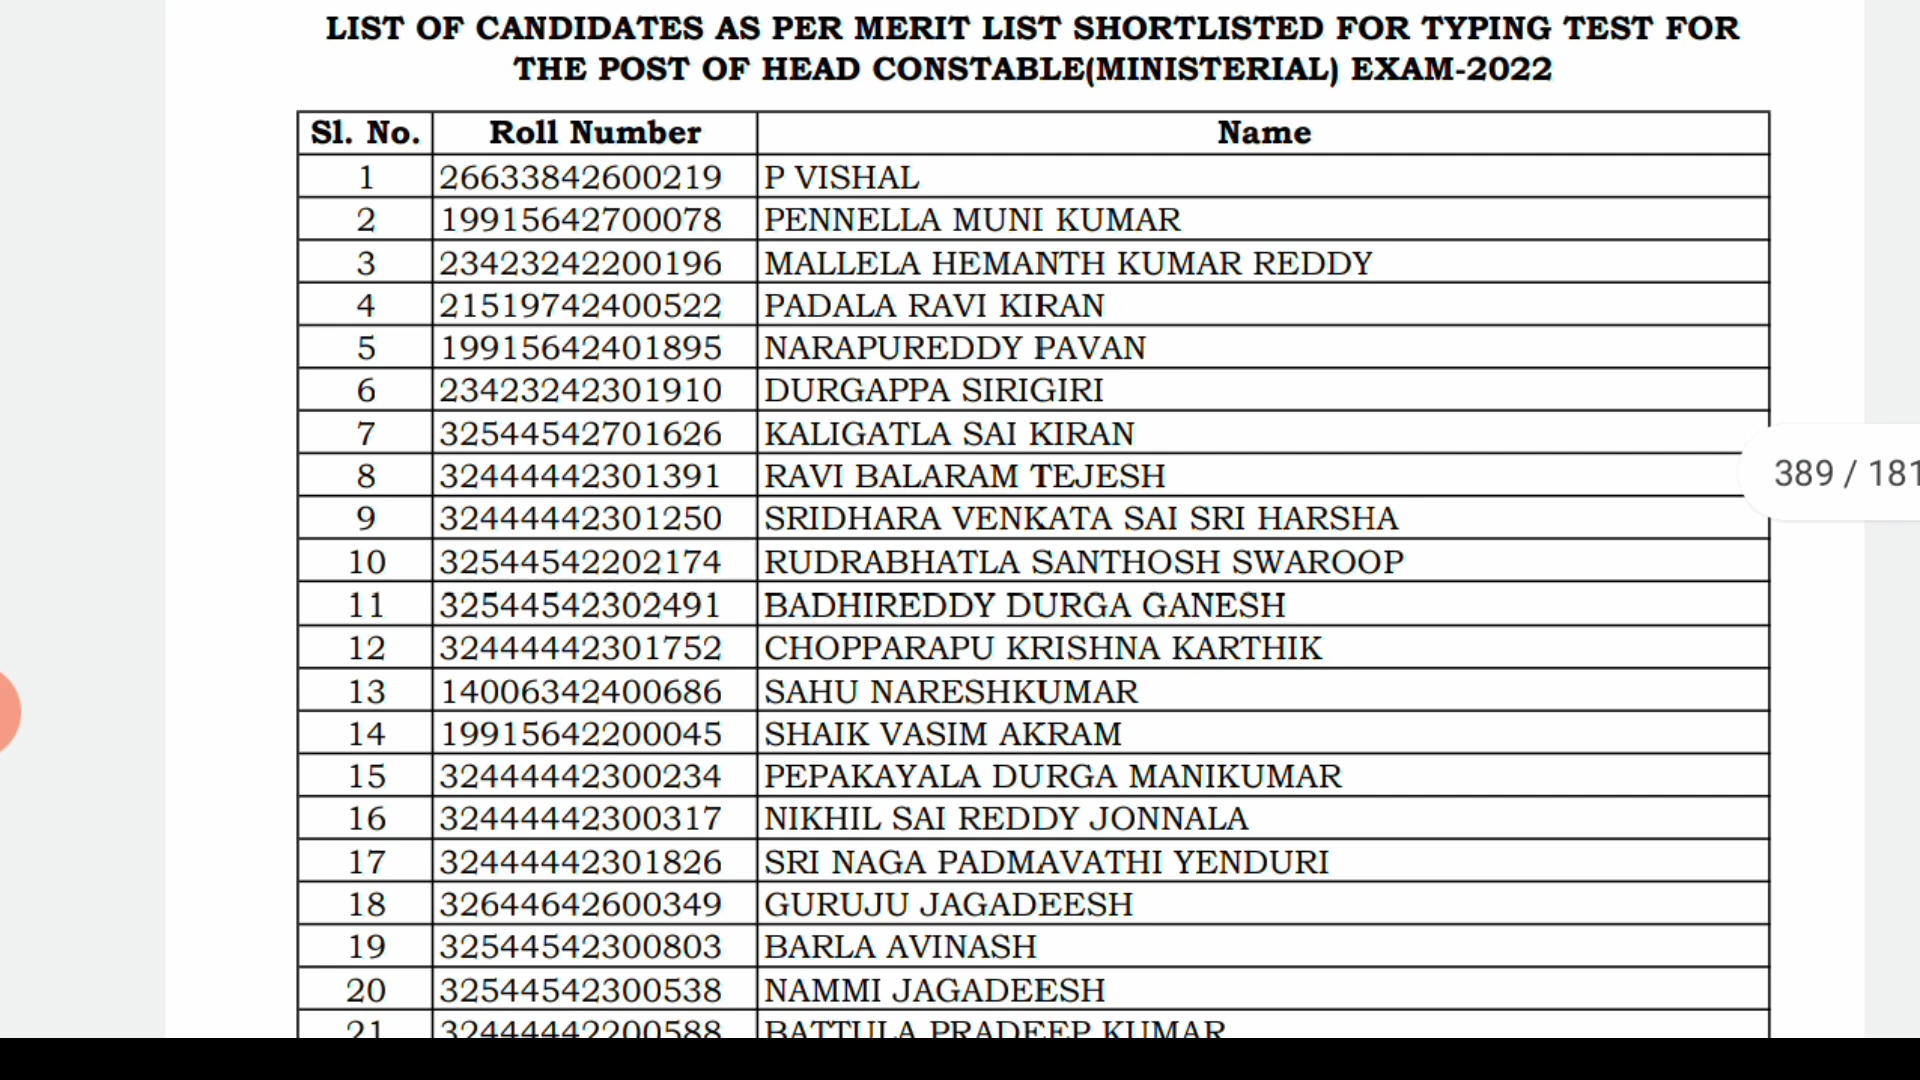 LIST OF CANDIDATES AS PER MERIT LIST SHORTLISTED FOR TYPING TEST FOR
THE POST OF HEAD CONSTABLE(MINISTERIAL) EXAM-2022
Sl. No. Roll Number Name
1 26633842600219 P VISHAL
2 19915642700078 PENNELLA MUNI KUMAR
3 23423242200196 MALLELA HEMANTH KUMAR REDDY
4 21519742400522 PADALA RAVI KIRAN
5 19915642401895 NARAPUREDDY PAVAN
6 23423242301910 DURGAPPA SIRIGIRI
7 32544542701626 KALIGATLA SAI KIRAN
8 32444442301391 RAVI BALARAM TEJESH
9 32444442301250 SRIDHARA VENKATA SAI SRI HARSHA
10 32544542202174 RUDRABHATLA SANTHOSH SWAROOP
11 32544542302491 BADHIREDDY DURGA GANESH
12 32444442301752 CHOPPARAPU KRISHNA KARTHIK
13 14006342400686 SAHU NARESHKUMAR
14 19915642200045 SHAIK VASIM AKRAM
15 32444442300234 PEPAKAYALA DURGA MANIKUMAR
16 32444442300317 NIKHIL SAI REDDY JONNALA
17 32444442301826 SRI NAGA PADMAVATHI YENDURI
18 32644642600349 GURUJU JAGADEESH
19 32544542300803 BARLA AVINASH
20 32544542300538 NAMMI JAGADEESH
21 32444442200588 BATTULA PRADEEP KUMAR
389 / 181